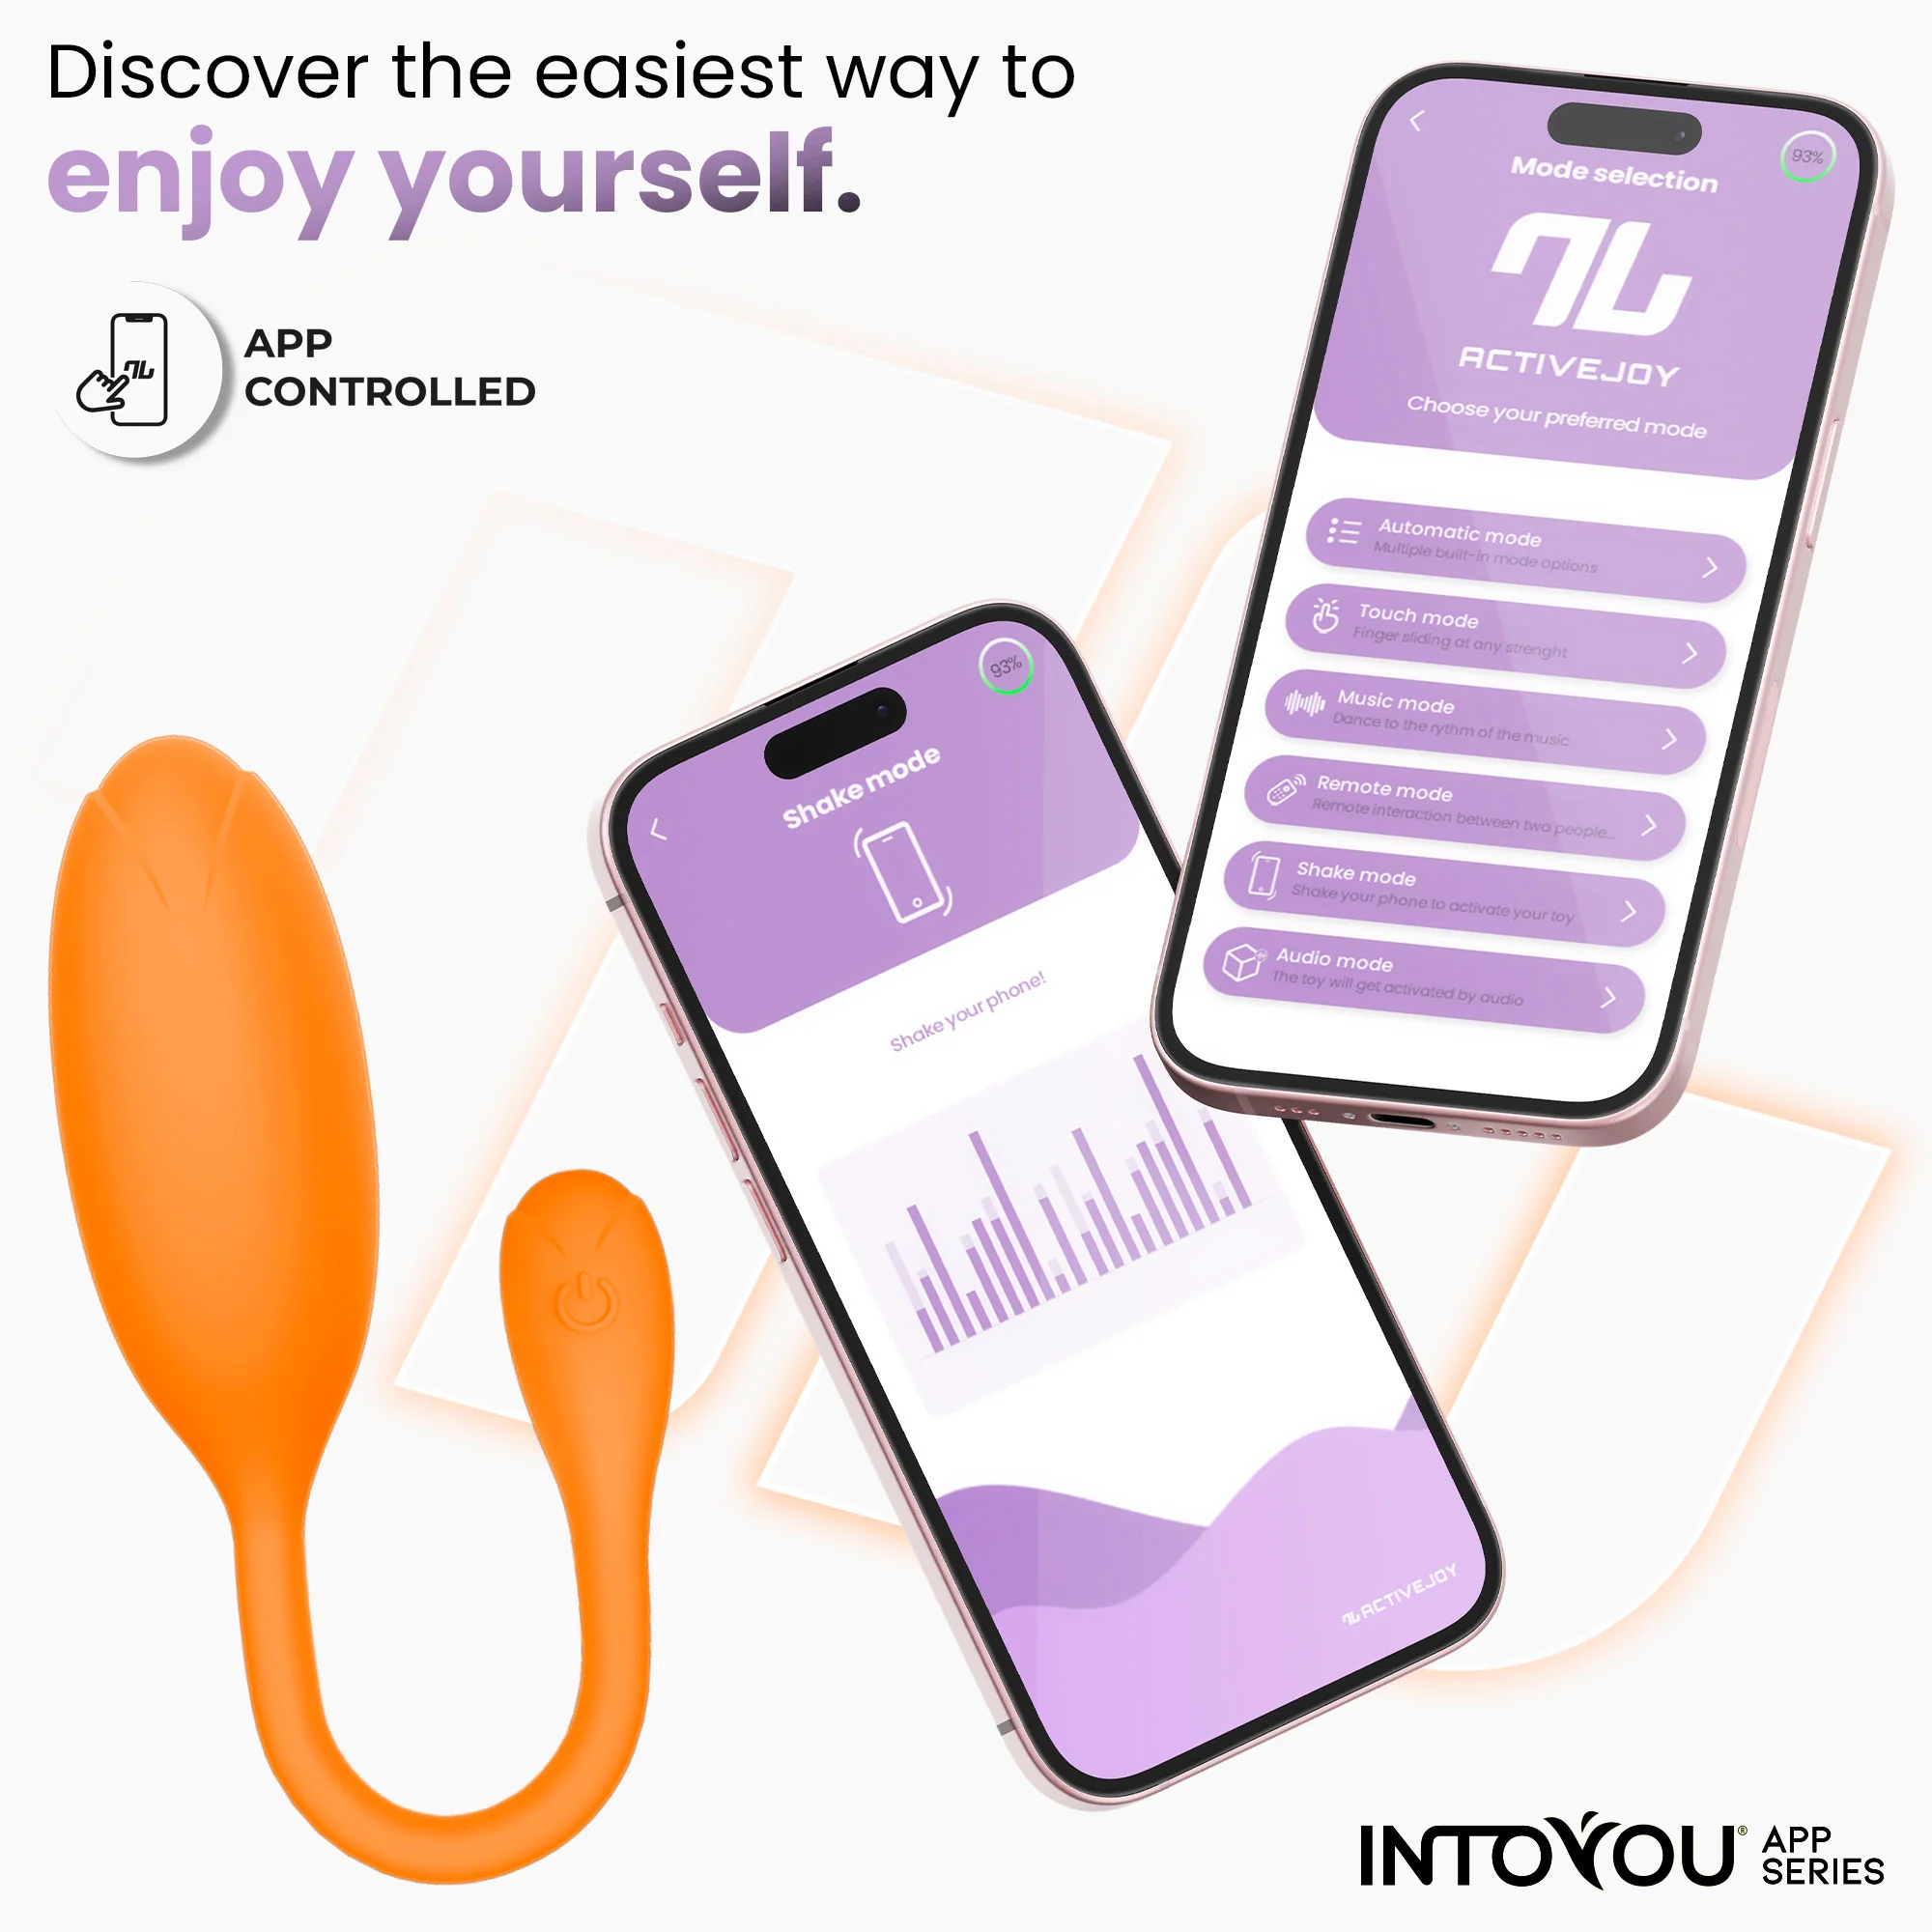 Discover the easiest way to
enjoy yourself.
APP
CONTROLLED
93%
Mode selection
ACTIVEJOY
Choose your preferred mode
Automatic mode
Multiple built-in mode options
Touch mode
Finger sliding at any strenght
Music mode
Dance to the rythm of the music
Remote mode
Remote interaction between two people...
Shake mode
Shake your phone to activate your toy
Audio mode
The toy will get activated by audio
93%
Shake mode
Shake your phone!
ACTIVEJOY
INTOYOU® APP
SERIES